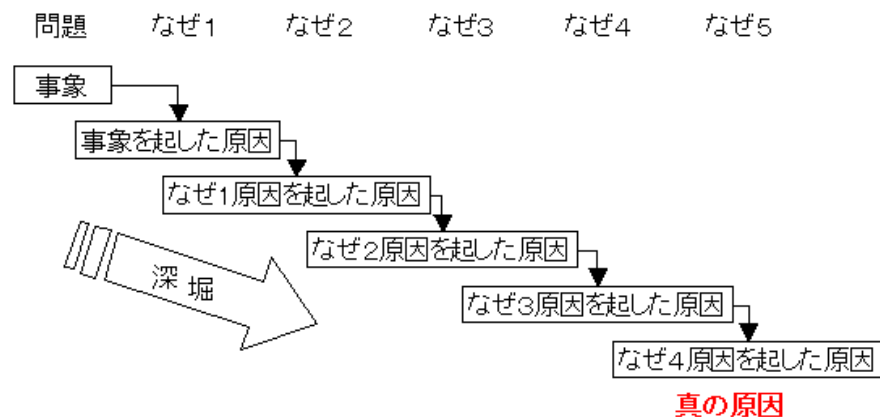 問題 なぜ1 なぜ2 なぜ3 なぜ4 なぜ5
事象
事象を起した原因
なぜ1原因を起した原因
なぜ2原因を起した原因
深堀
なぜ3原因を起した原因
なぜ4原因を起した原因
真の原因